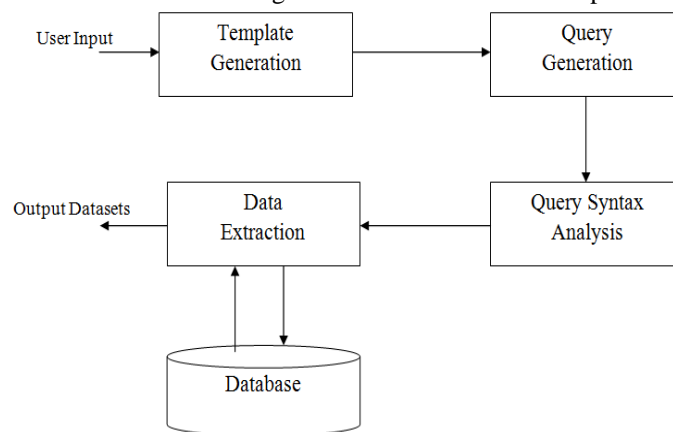 User Input
Template
Generation
Query
Generation
Output Datasets
Data
Extraction
Query Syntax
Analysis
Database